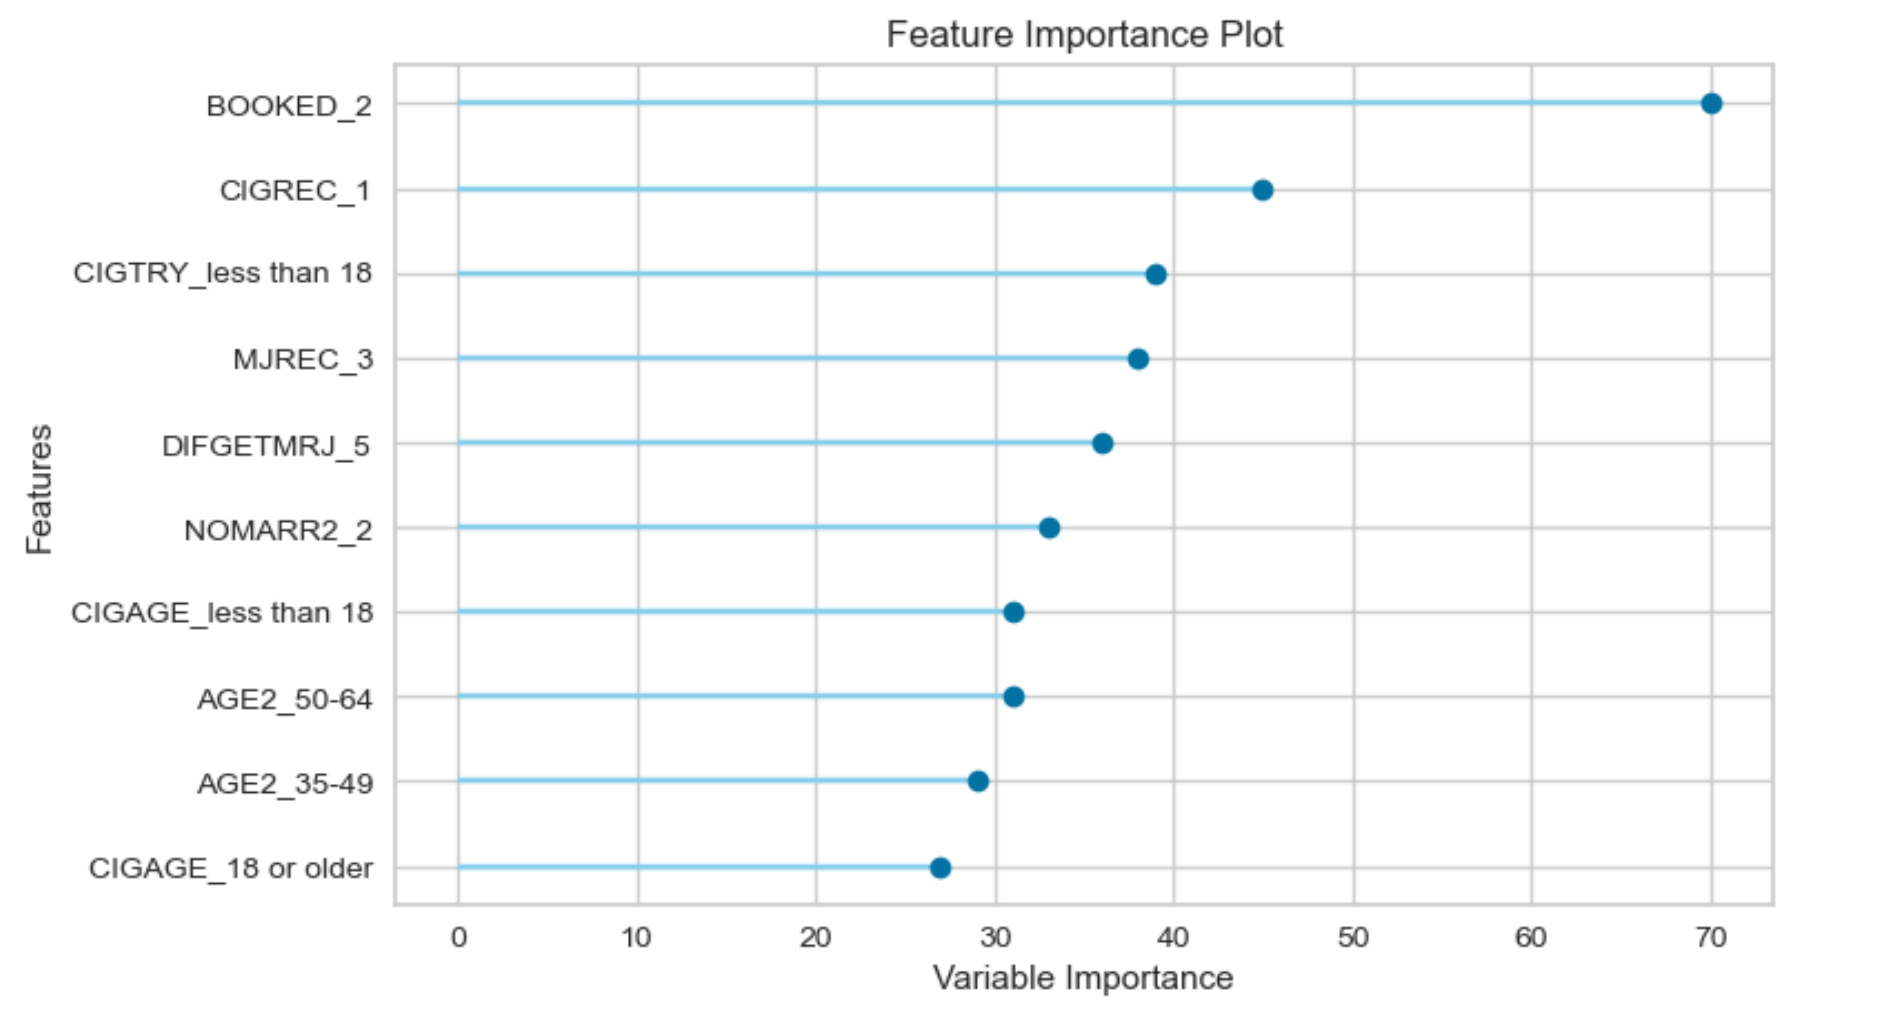 Feature Importance Plot
BOOKED_2
CIGREC_1
CIGTRY_less than 18
MJREC_3
DIFGETMRJ_5
NOMARR2_2
CIGAGE_less than 18
AGE2_50-64
AGE2_35-49
CIGAGE_18 or older
Features
0 10 20 30 40 50 60 70
Variable Importance